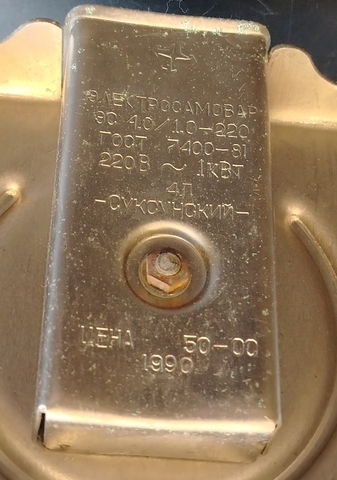 ЭЛЕКТРОСАМОВАР
ЭС 4.0/1.0-220
ГОСТ 7400-81
220В ~ 1кВт
4Л
-СУКСУНСКИЙ-
ЦЕНА 50-00
1990